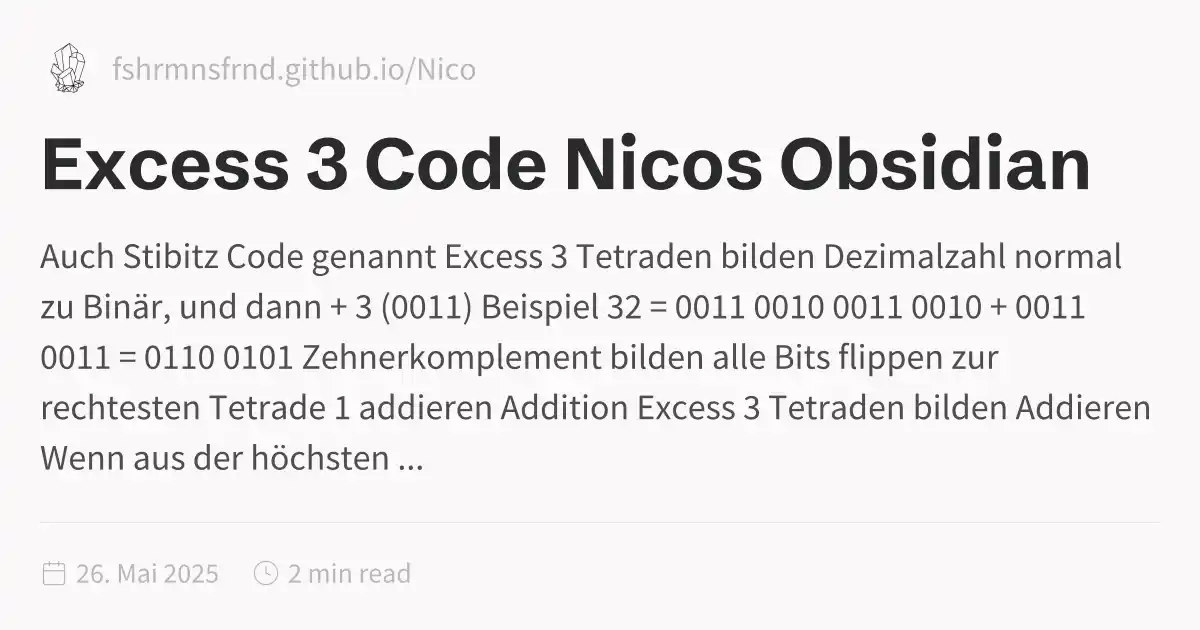 fshrmnsfrnd.github.io/Nico
Excess 3 Code Nicos Obsidian
Auch Stibitz Code genannt Excess 3 Tetraden bilden Dezimalzahl normal
zu Binär, und dann + 3 (0011) Beispiel 32 = 0011 0010 0011 0010 + 0011
0011 = 0110 0101 Zehnerkomplement bilden alle Bits flippen zur
rechtesten Tetrade 1 addieren Addition Excess 3 Tetraden bilden Addieren
Wenn aus der höchsten ...
26. Mai 2025 2 min read